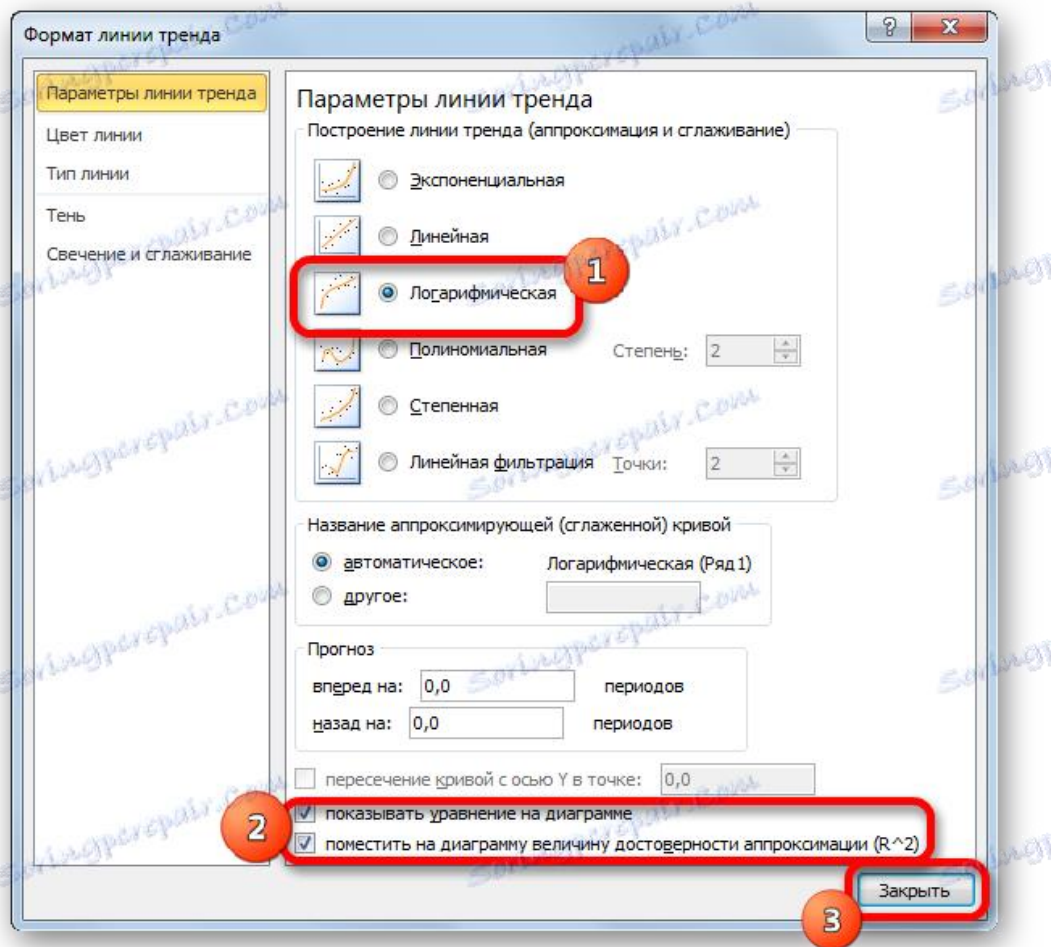 Формат линии тренда
Параметры линии тренда
Цвет линии
Тип линии
Тень
Свечение и сглаживание
Параметры линии тренда
Построение линии тренда (аппроксимация и сглаживание)
Экспоненциальная
Линейная
1
Логарифмическая
Полиномиальная Степень: 2
Степенная
Линейная фильтрация Точки: 2
Название аппроксимирующей (сглаженной) кривой
автоматическое: Логарифмическая (Ряд1)
другое:
Прогноз
вперед на: 0,0 периодов
назад на: 0,0 периодов
пересечение кривой с осью Y в точке: 0,0
2
показывать уравнение на диаграмме
поместить на диаграмму величину достоверности аппроксимации (R^2)
Закрыть
3